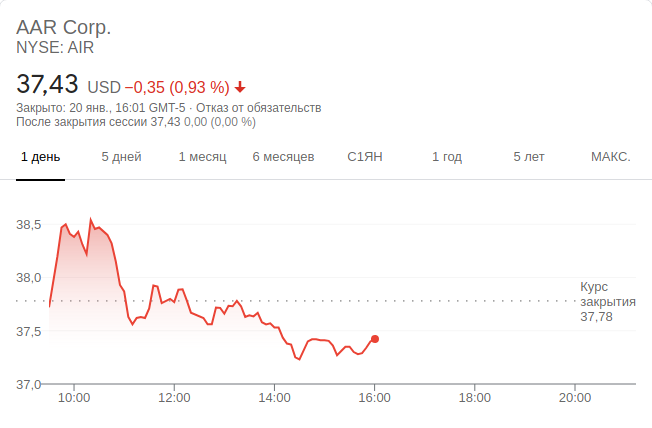 AAR Corp.
NYSE: AIR
37,43 USD −0,35 (0,93 %)
Закрыто: 20 янв., 16:01 GMT-5 · Отказ от обязательств
После закрытия сессии 37,43 0,00 (0,00 %)
1 день 5 дней 1 месяц 6 месяцев С1ЯН 1 год 5 лет МАКС.
38,5
38,0
37,5
37,0
Курс
закрытия
37,78
10:00 12:00 14:00 16:00 18:00 20:00